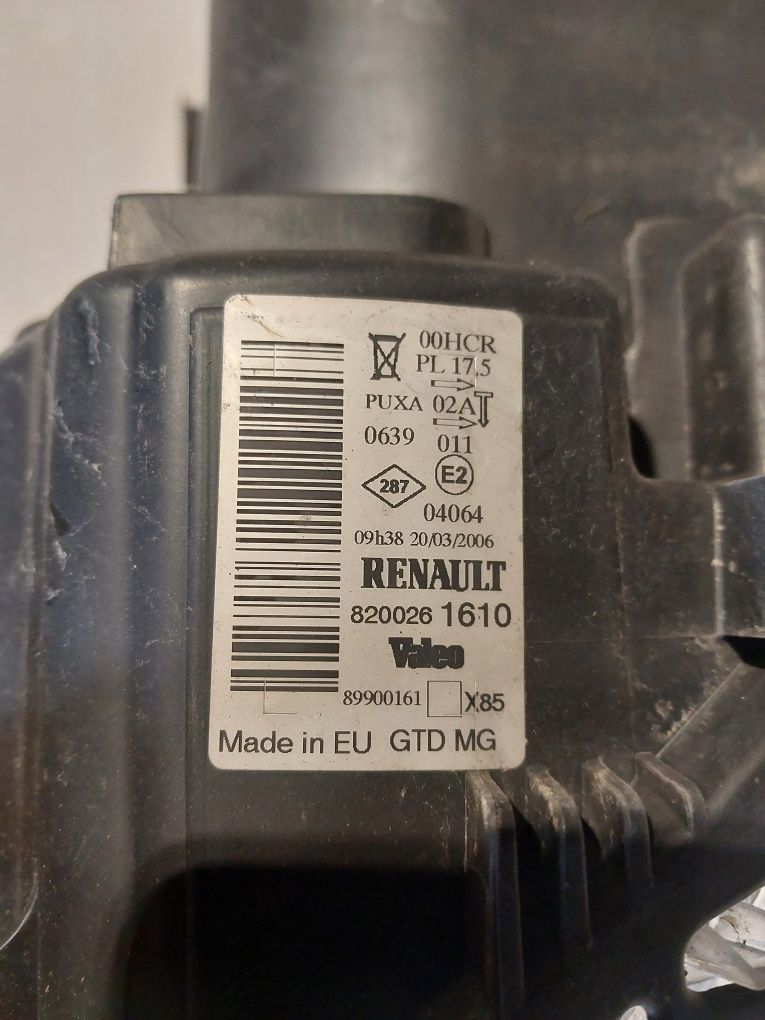 00HCR
PL 17,5
PUXA 02A
0639 011
287 E2
04064
09h38 20/03/2006
RENAULT
820026 1610
Valeo
89900161 X85
Made in EU GTD MG